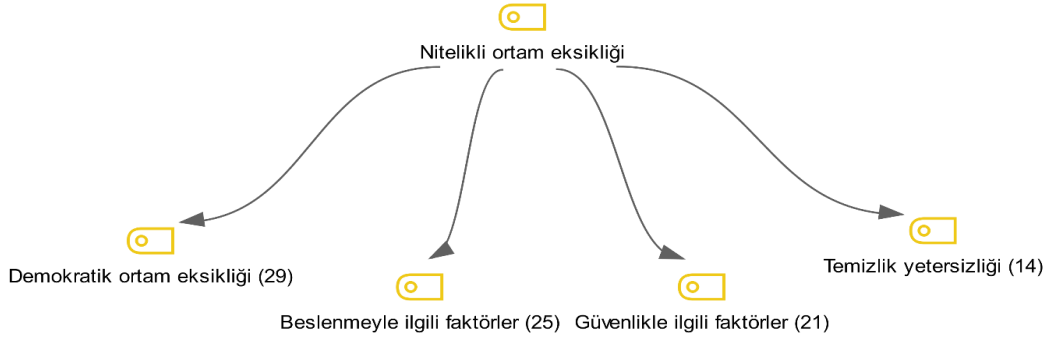 Nitelikli ortam eksikliği
Demokratik ortam eksikliği (29)
Beslenmeyle ilgili faktörler (25)
Güvenlikle ilgili faktörler (21)
Temizlik yetersizliği (14)